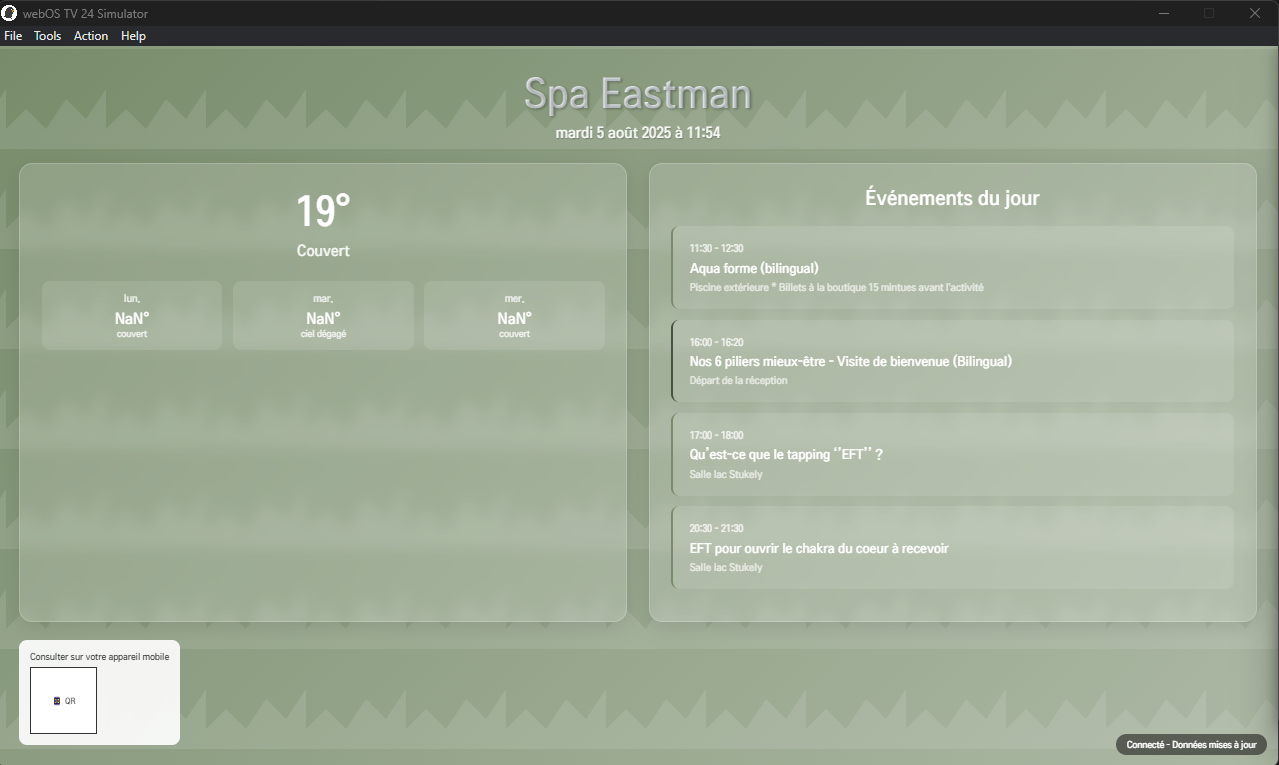 webOS TV 24 Simulator
File Tools Action Help
Spa Eastman
mardi 5 août 2025 à 11:54
19°
Couvert
lun.
NaN°
couvert
mar.
NaN°
ciel dégagé
mer.
NaN°
couvert
Événements du jour
11:30 - 12:30
Aqua forme (bilingual)
Piscine extérieure * Billets à la boutique 15 mintues avant l'activité
16:00 - 16:20
Nos 6 piliers mieux-être - Visite de bienvenue (Bilingual)
Départ de la réception
17:00 - 18:00
Qu'est-ce que le tapping ‘’EFT’’ ?
Salle lac Stukely
20:30 - 21:30
EFT pour ouvrir le chakra du coeur à recevoir
Salle lac Stukely
Consulter sur votre appareil mobile
QR
Connecté - Données mises à jour